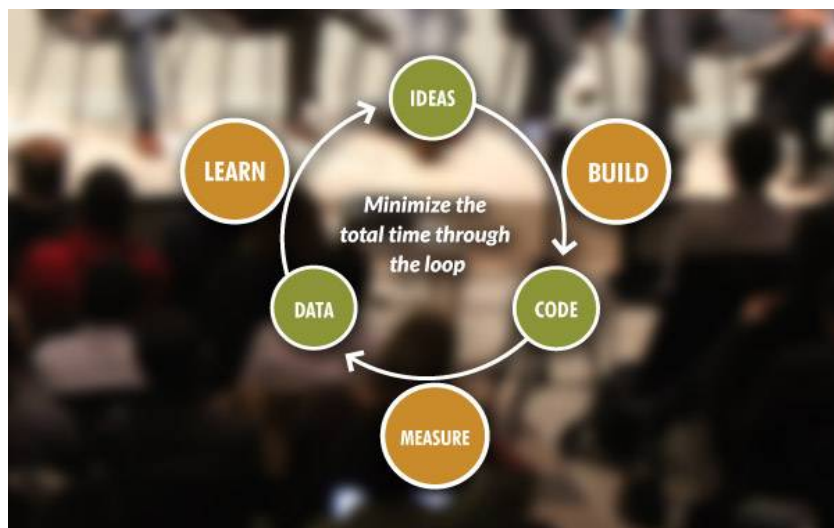 IDEAS
LEARN
BUILD
Minimize the
total time through
the loop
DATA
CODE
MEASURE